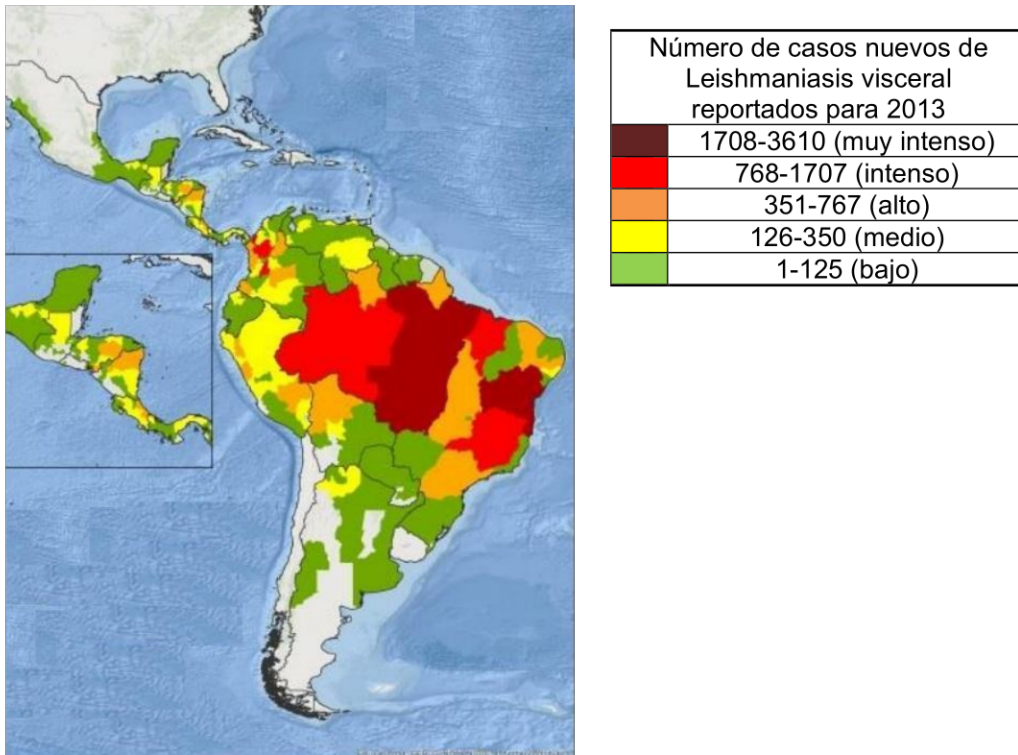 Número de casos nuevos de
Leishmaniasis visceral
reportados para 2013
1708-3610 (muy intenso)
768-1707 (intenso)
351-767 (alto)
126-350 (medio)
1-125 (bajo)